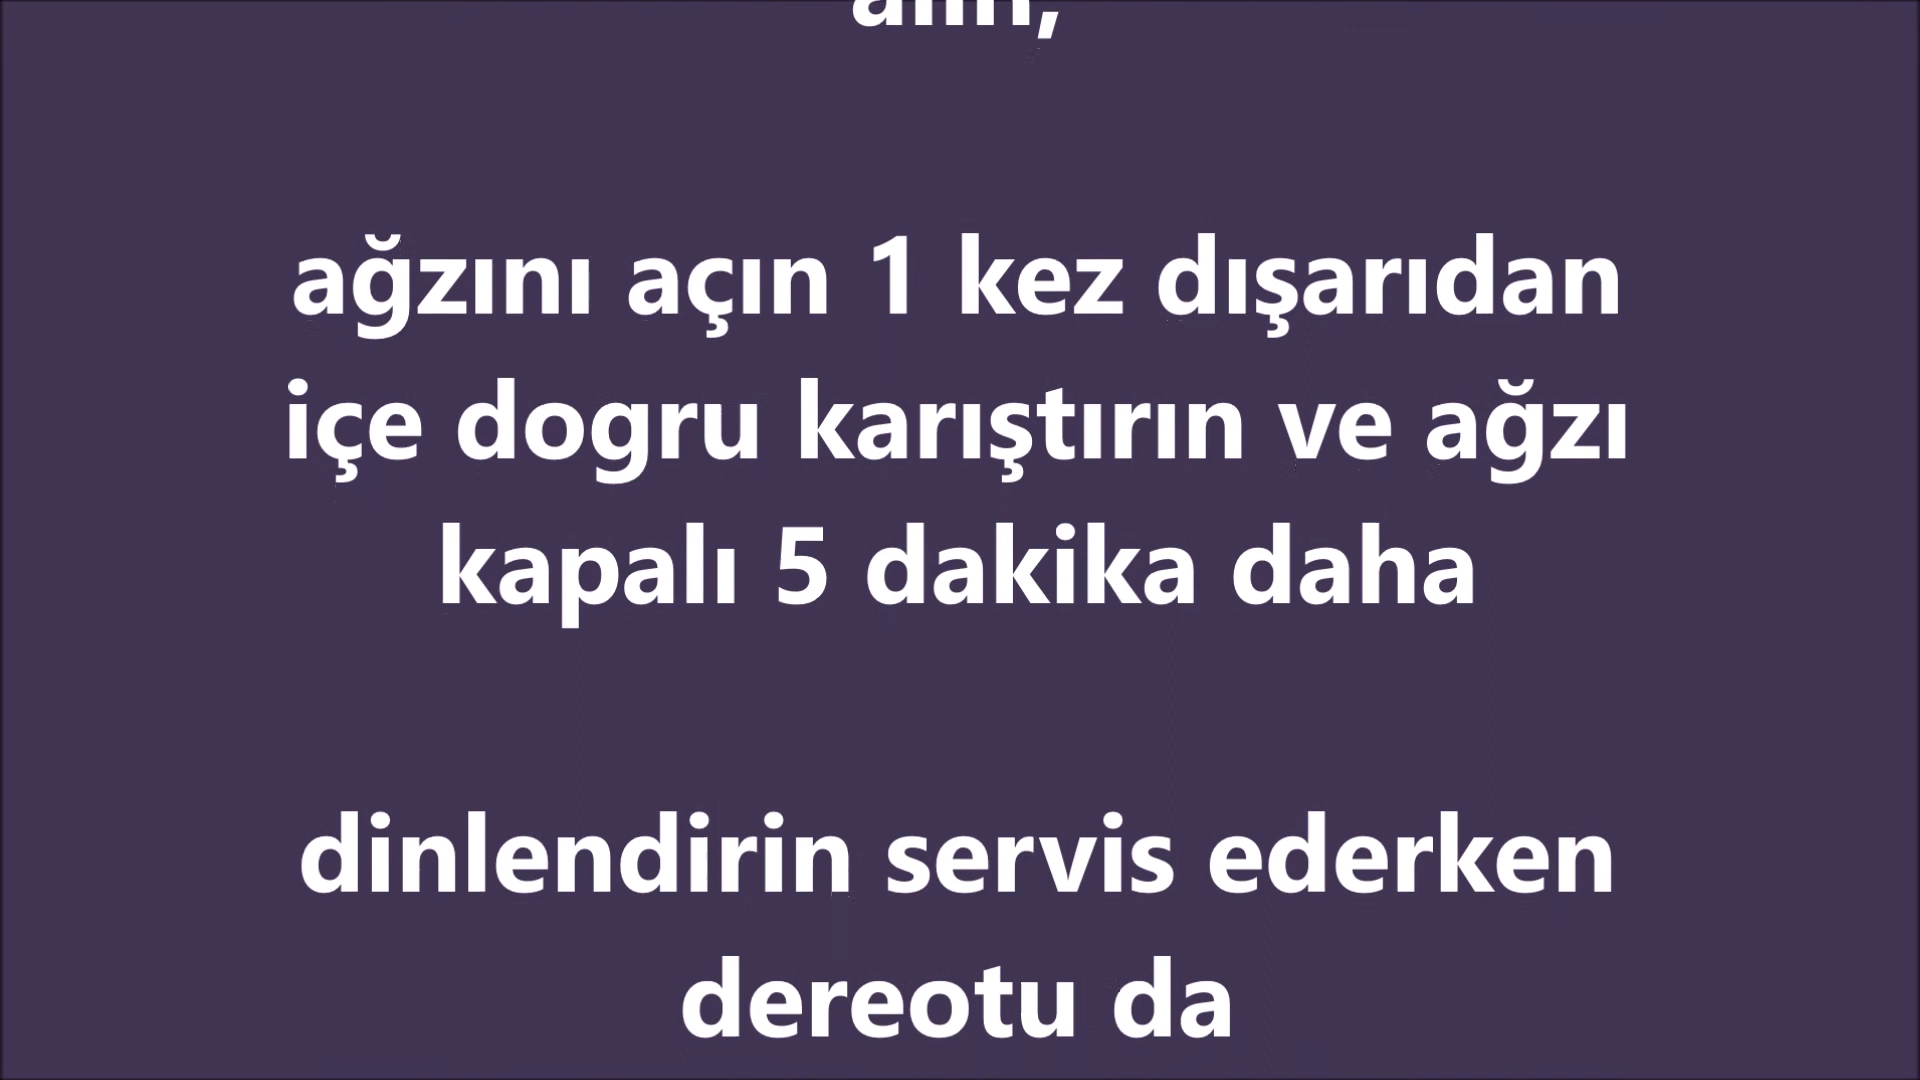 alın,
ağzını açın 1 kez dışarıdan
içe dogru karıştırın ve ağzı
kapalı 5 dakika daha
dinlendirin servis ederken
dereotu da